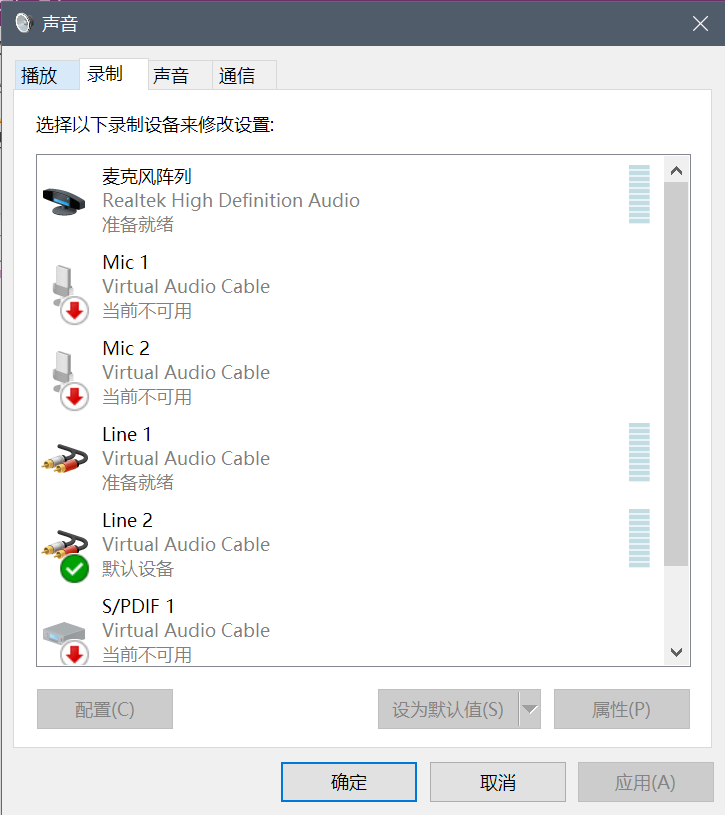 声音
播放
录制
声音
通信
选择以下录制设备来修改设置:
麦克风阵列
Realtek High Definition Audio
准备就绪
Mic 1
Virtual Audio Cable
当前不可用
Mic 2
Virtual Audio Cable
当前不可用
Line 1
Virtual Audio Cable
准备就绪
Line 2
Virtual Audio Cable
默认设备
S/PDIF 1
Virtual Audio Cable
当前不可用
配置(C)
设为默认值(S)
属性(P)
确定
取消
应用(A)